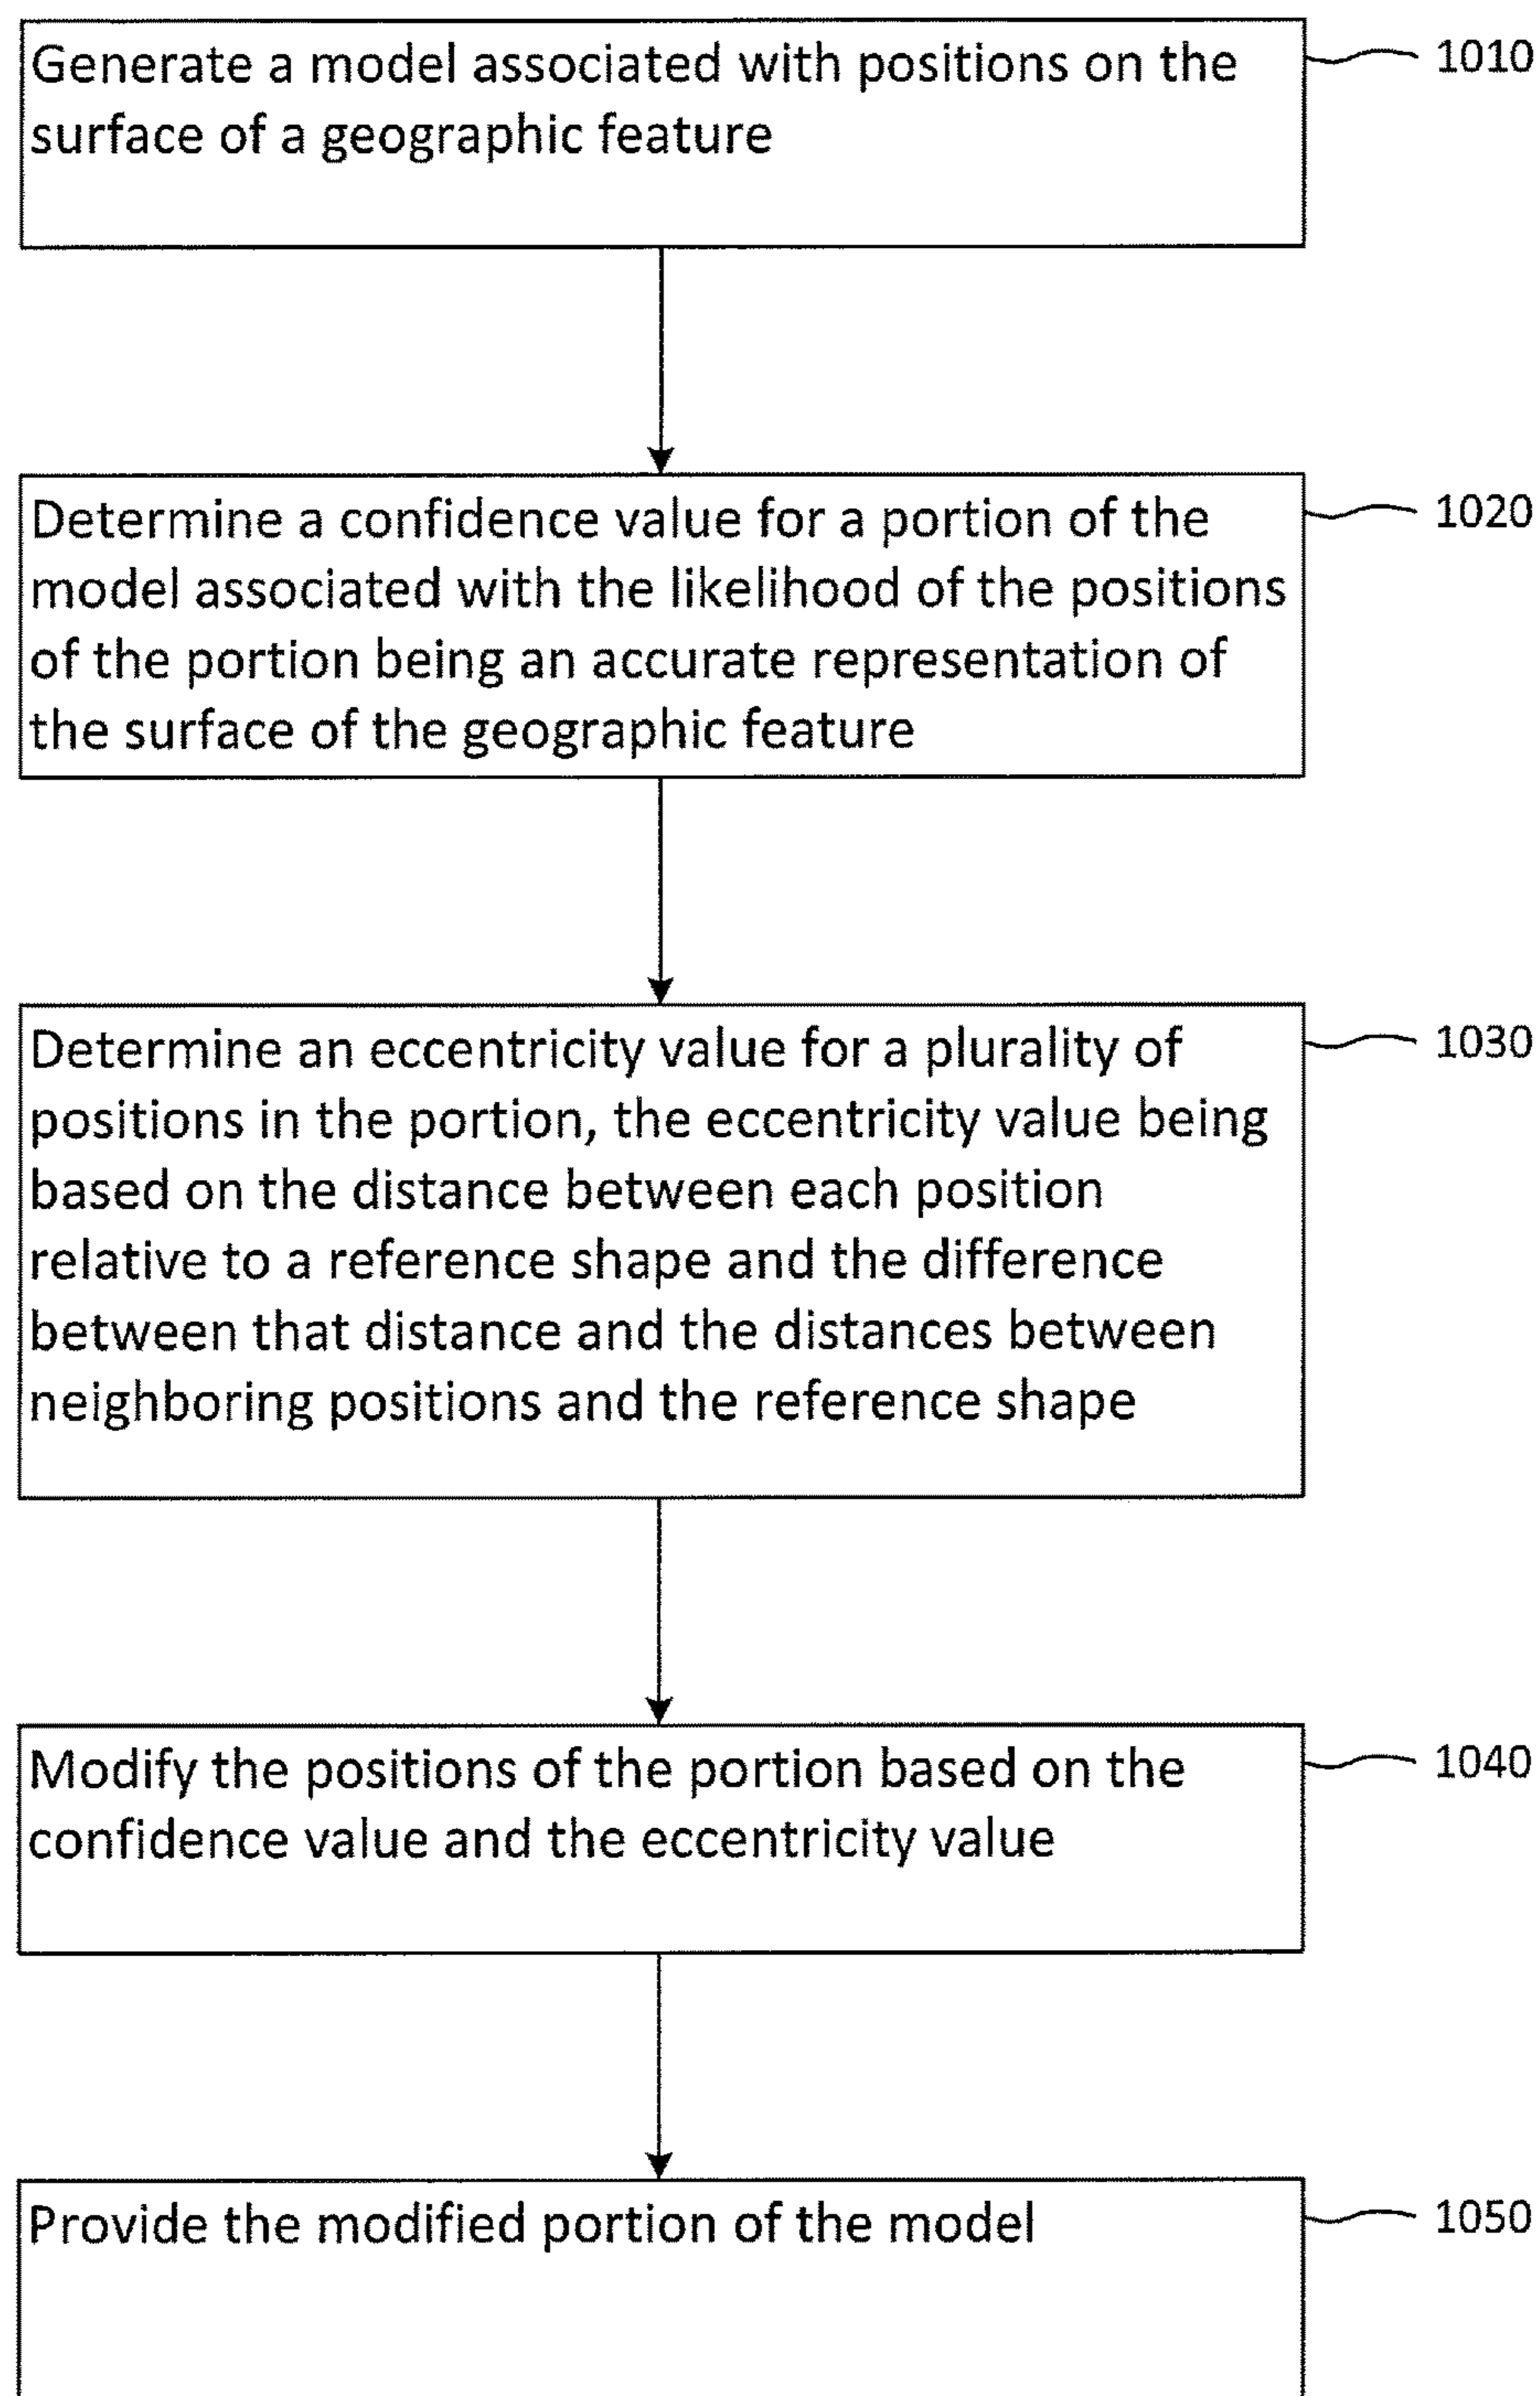 Generate a model associated with positions on the
surface of a geographic feature
1010
Determine a confidence value for a portion of the
model associated with the likelihood of the positions
of the portion being an accurate representation of
the surface of the geographic feature
1020
Determine an eccentricity value for a plurality of
positions in the portion, the eccentricity value being
based on the distance between each position
relative to a reference shape and the difference
between that distance and the distances between
neighboring positions and the reference shape
1030
Modify the positions of the portion based on the
confidence value and the eccentricity value
1040
Provide the modified portion of the model
1050